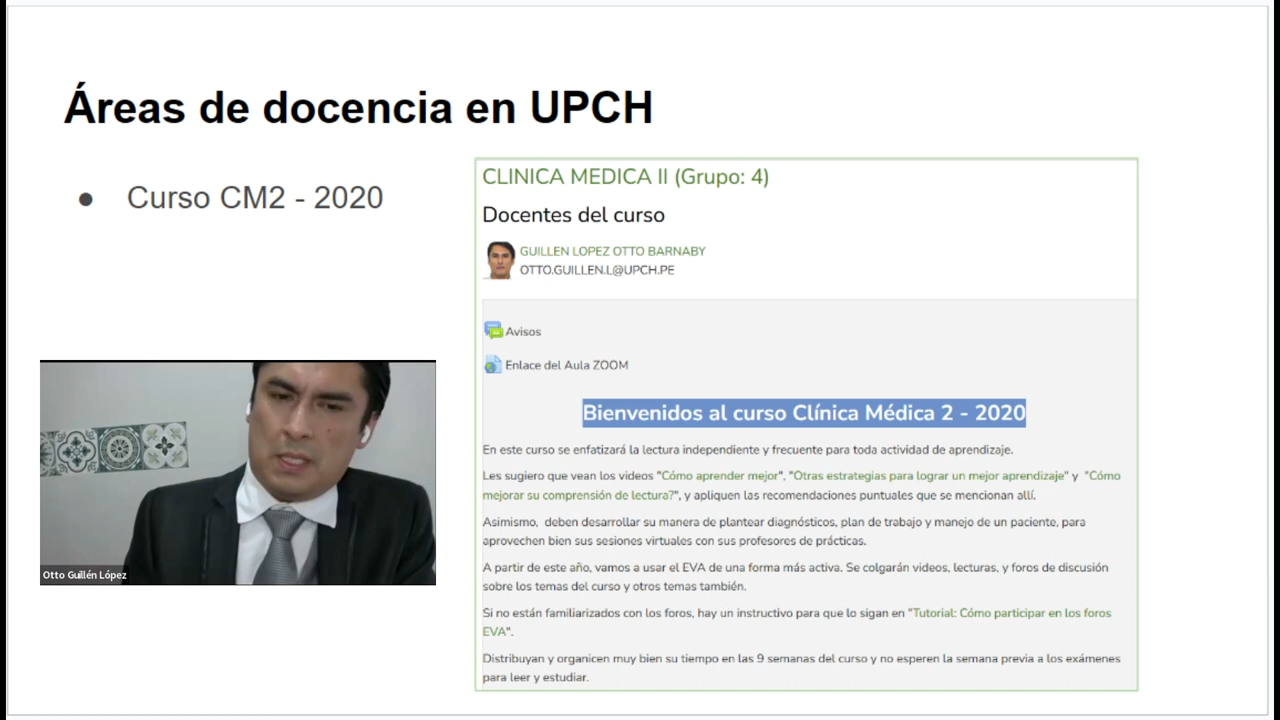 Áreas de docencia en UPCH
● Curso CM2 - 2020
CLINICA MEDICA II (Grupo: 4)
Docentes del curso
GUILLEN LOPEZ OTTO BARNABY
OTTO.GUILLEN.L@UPCH.PE
Avisos
Enlace del Aula ZOOM
Bienvenidos al curso Clínica Médica 2 - 2020
En este curso se enfatizará la lectura independiente y frecuente para toda actividad de aprendizaje.
Les sugiero que vean los videos "Cómo aprender mejor", "Otras estrategias para lograr un mejor aprendizaje" y "Cómo
mejorar su comprensión de lectura?", y apliquen las recomendaciones puntuales que se mencionan allí.
Asimismo, deben desarrollar su manera de plantear diagnósticos, plan de trabajo y manejo de un paciente, para
aprovechen bien sus sesiones virtuales con sus profesores de prácticas.
A partir de este año, vamos a usar el EVA de una forma más activa. Se colgarán videos, lecturas, y foros de discusión
sobre los temas del curso y otros temas también.
Si no están familiarizados con los foros, hay un instructivo para que lo sigan en "Tutorial: Cómo participar en los foros
EVA".
Distribuyan y organicen muy bien su tiempo en las 9 semanas del curso y no esperen la semana previa a los exámenes
para leer y estudiar.
Otto Guillén López